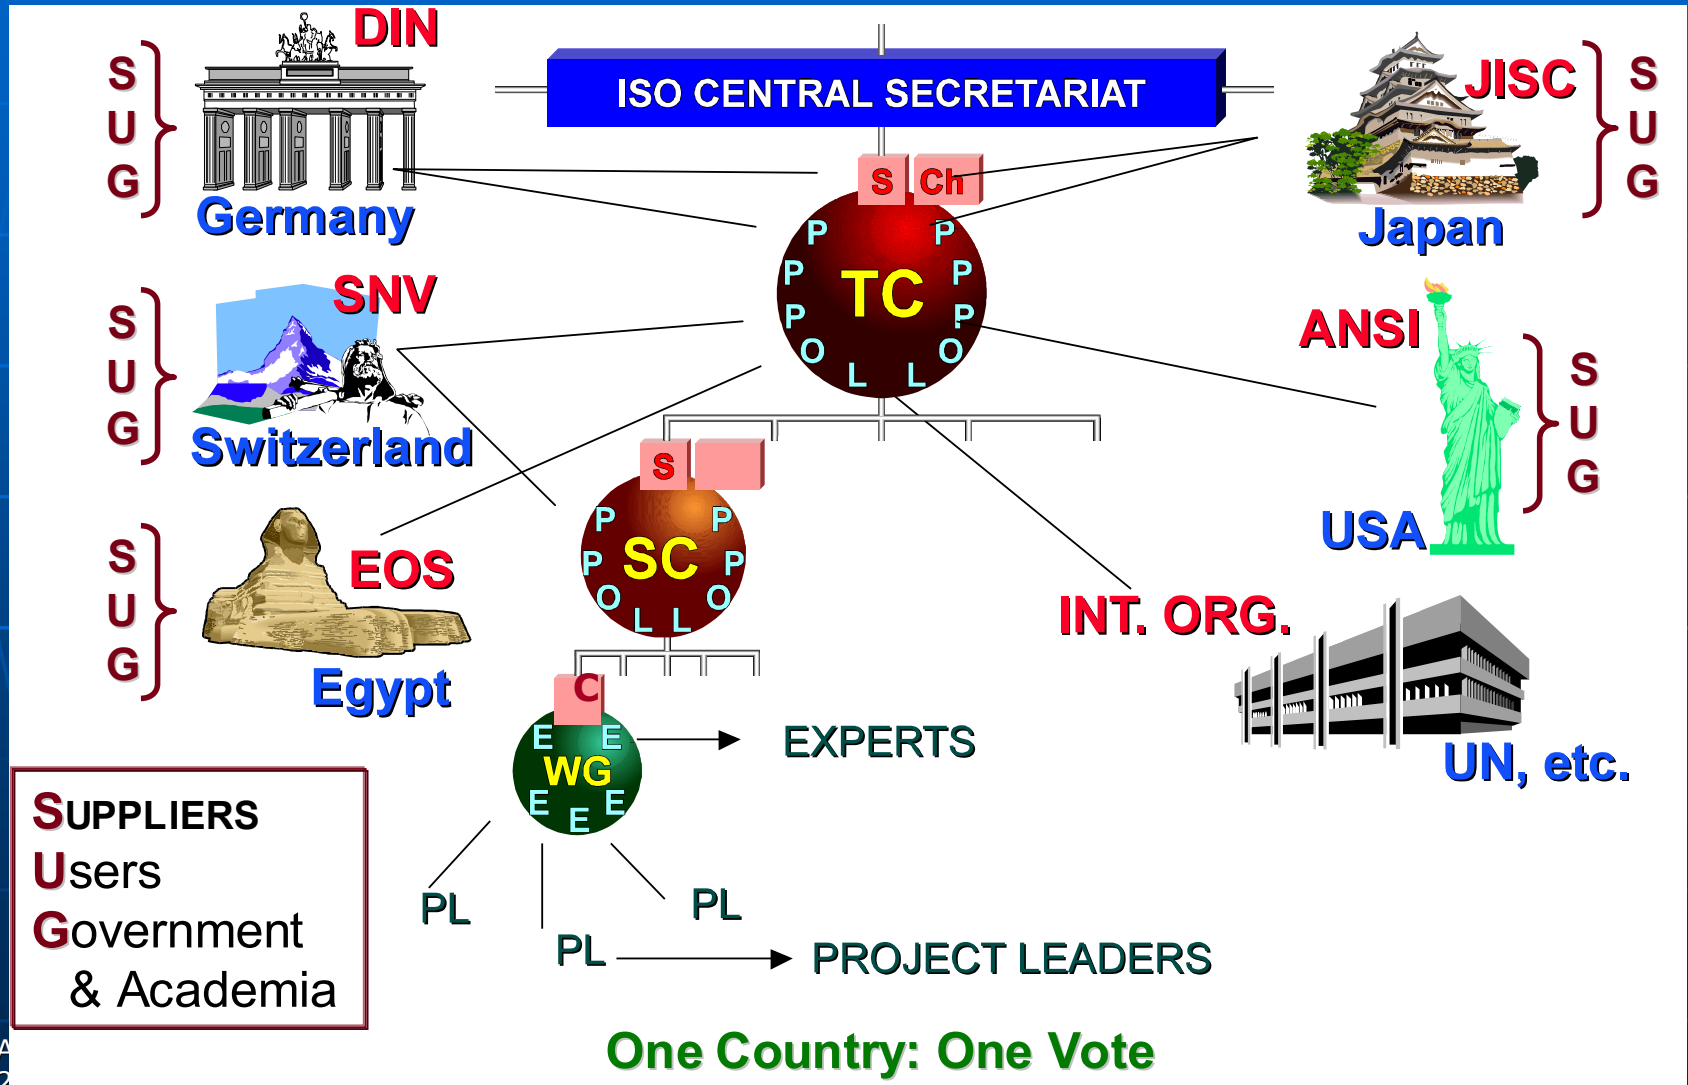 DIN
S
U
G
Germany
ISO CENTRAL SECRETARIAT
JISC
S
U
G
Japan
S Ch
P P
P P
TC
P P
O O
L L
SNV
S
U
G
Switzerland
ANSI
S
U
G
USA
S
P P
SC
P P
O O
L L
EOS
S
U
G
Egypt
INT. ORG.
UN, etc.
C
E E
WG
E E
E
EXPERTS
PL
PL
PL
PROJECT LEADERS
SUPPLIERS
Users
Government
& Academia
One Country: One Vote
A
2